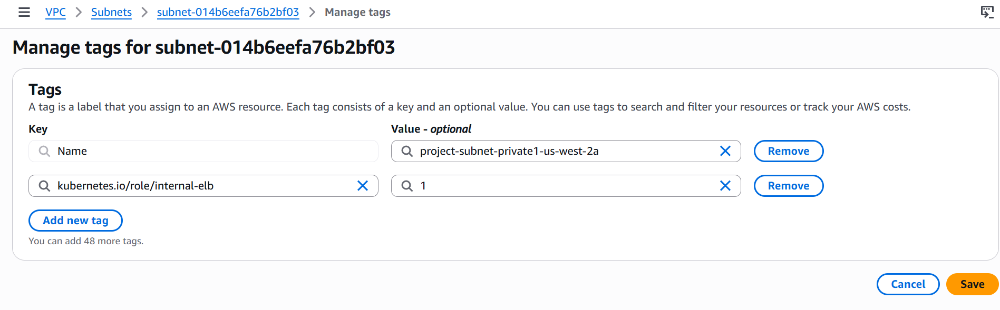 VPC > Subnets > subnet-014b6eefa76b2bf03 > Manage tags
Manage tags for subnet-014b6eefa76b2bf03
Tags
A tag is a label that you assign to an AWS resource. Each tag consists of a key and an optional value. You can use tags to search and filter your resources or track your AWS costs.
Key Value - optional
Name project-subnet-private1-us-west-2a Remove
kubernetes.io/role/internal-elb 1 Remove
Add new tag
You can add 48 more tags.
Cancel Save